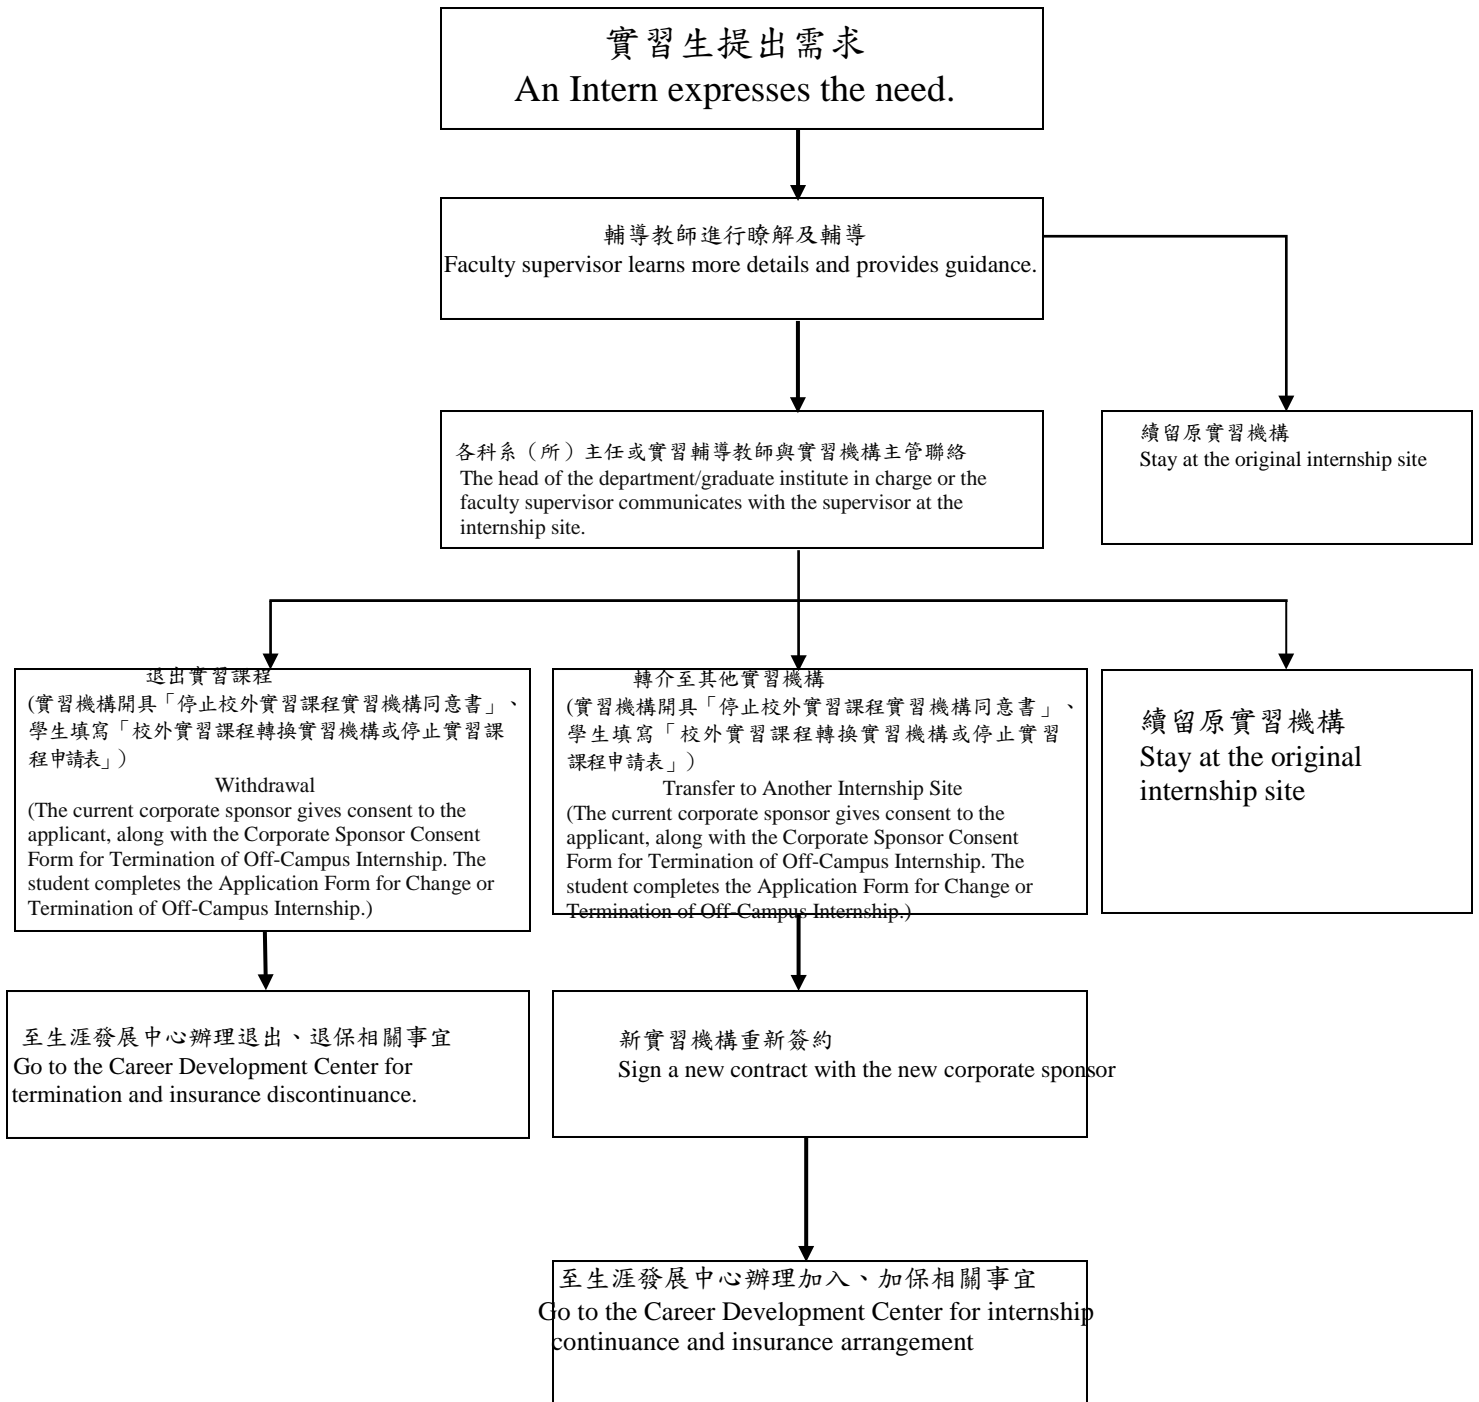 實習生提出需求
An Intern expresses the need.
輔導教師進行瞭解及輔導
Faculty supervisor learns more details and provides guidance.
各科系（所）主任或實習輔導教師與實習機構主管聯絡
The head of the department/graduate institute in charge or the
faculty supervisor communicates with the supervisor at the
internship site.
續留原實習機構
Stay at the original internship site
退出實習課程
(實習機構開具「停止校外實習課程實習機構同意書」、
學生填寫「校外實習課程轉換實習機構或停止實習課
程申請表」)
Withdrawal
(The current corporate sponsor gives consent to the
applicant, along with the Corporate Sponsor Consent
Form for Termination of Off-Campus Internship. The
student completes the Application Form for Change or
Termination of Off-Campus Internship.)
轉介至其他實習機構
(實習機構開具「停止校外實習課程實習機構同意書」、
學生填寫「校外實習課程轉換實習機構或停止實習
課程申請表」)
Transfer to Another Internship Site
(The current corporate sponsor gives consent to the
applicant, along with the Corporate Sponsor Consent
Form for Termination of Off-Campus Internship. The
student completes the Application Form for Change or
Termination of Off-Campus Internship.)
續留原實習機構
Stay at the original
internship site
至生涯發展中心辦理退出、退保相關事宜
Go to the Career Development Center for
termination and insurance discontinuance.
新實習機構重新簽約
Sign a new contract with the new corporate sponsor
至生涯發展中心辦理加入、加保相關事宜
Go to the Career Development Center for internship
continuance and insurance arrangement